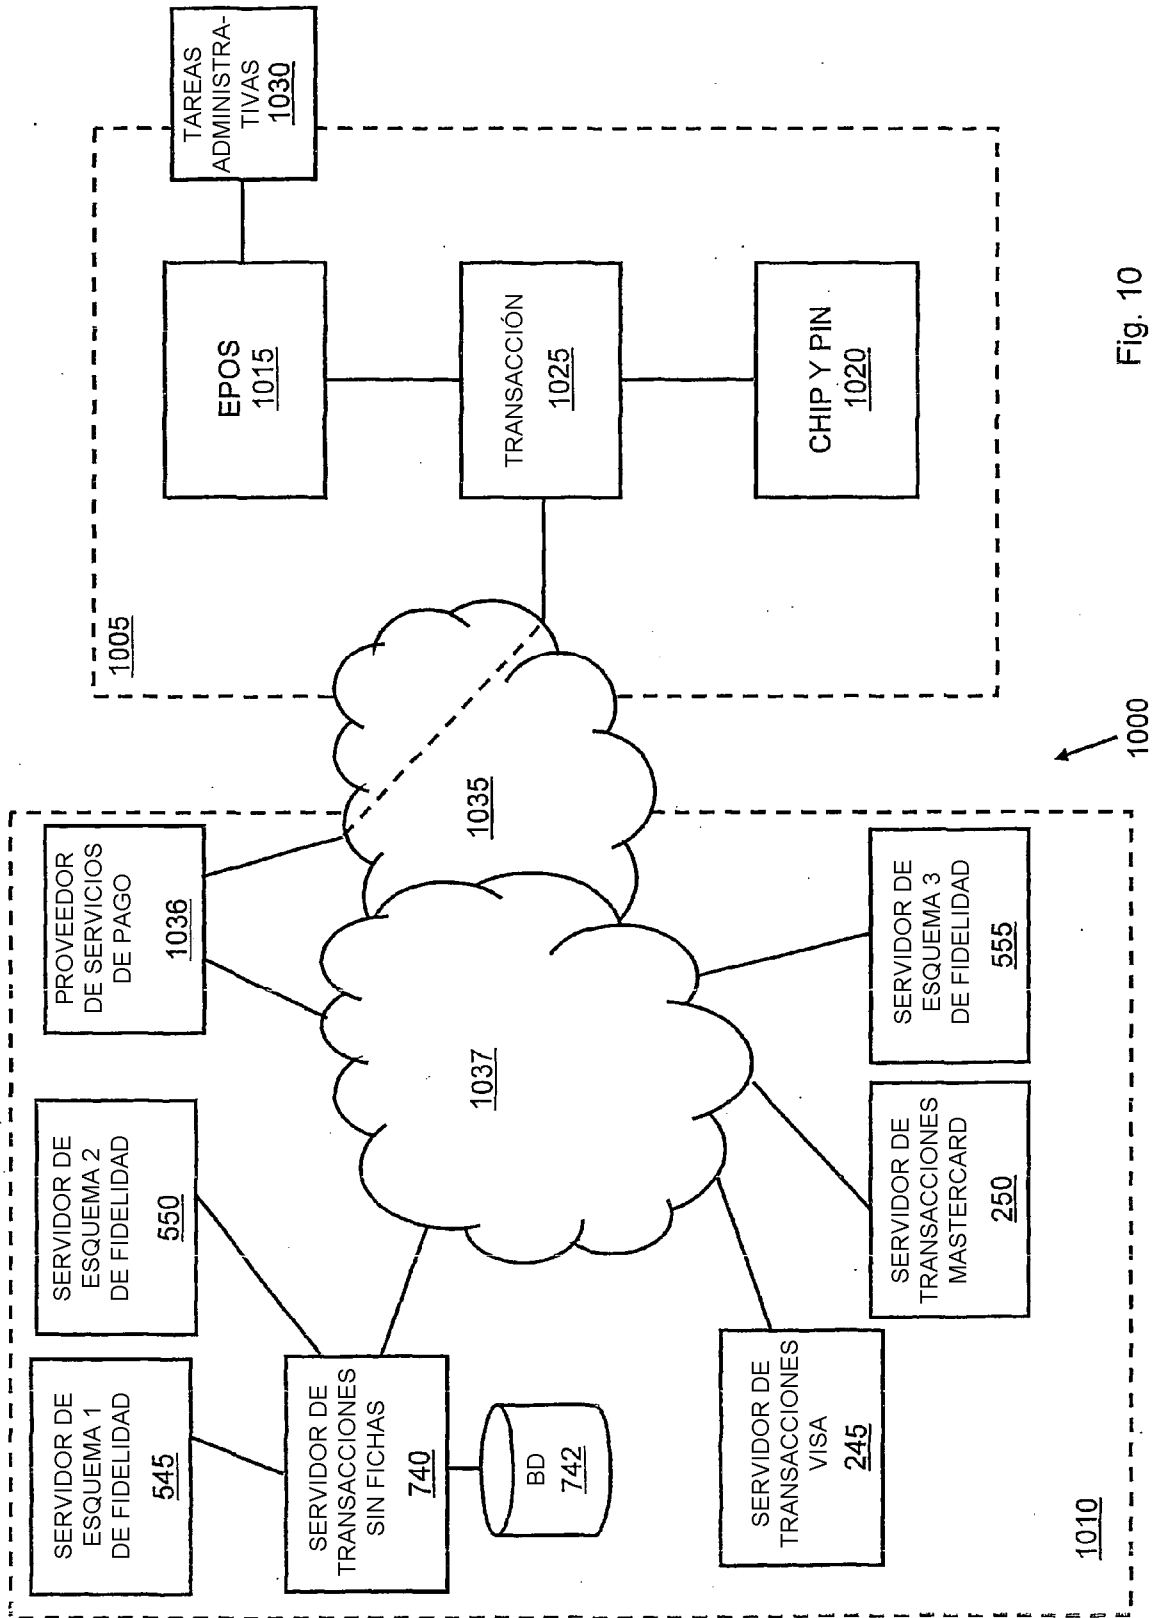 SERVIDOR DE
ESQUEMA 1
DE FIDELIDAD
545
SERVIDOR DE
ESQUEMA 2
DE FIDELIDAD
550
PROVEEDOR
DE SERVICIOS
DE PAGO
1036
1005
TAREAS
ADMINISTRA-
TIVAS
1030
EPOS
1015
SERVIDOR DE
TRANSACCIONES
SIN FICHAS
740
BD
742
1037
1035
TRANSACCIÓN
1025
SERVIDOR DE
TRANSACCIONES
VISA
245
SERVIDOR DE
TRANSACCIONES
MASTERCARD
250
SERVIDOR DE
ESQUEMA 3
DE FIDELIDAD
555
CHIP Y PIN
1020
1010
1000
Fig. 10